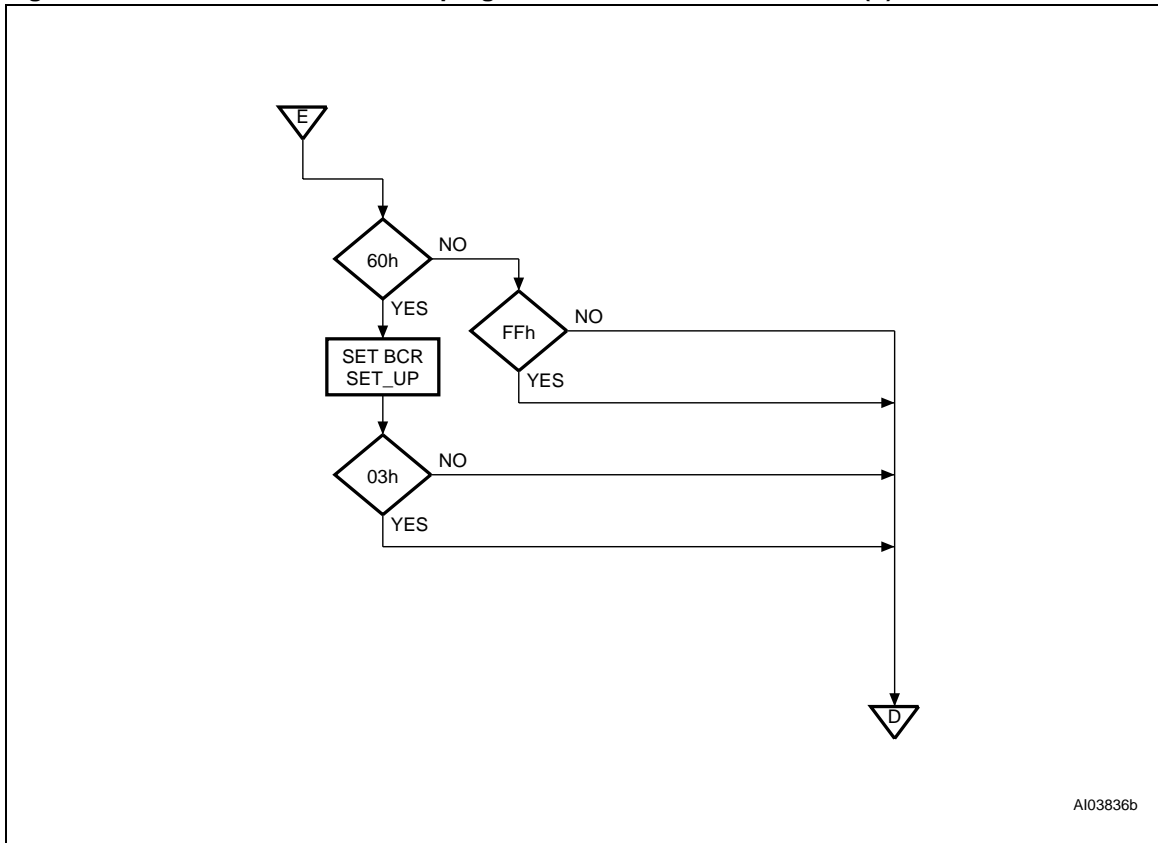 E
60h
NO
YES
FFh
NO
YES
SET BCR
SET_UP
03h
NO
YES
D
AI03836b